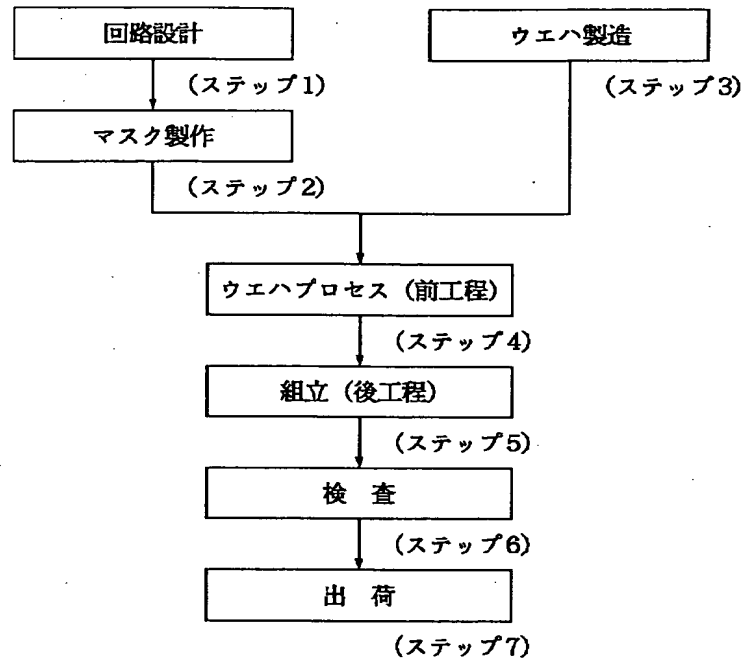 回路設計
(ステップ1)
マスク製作
(ステップ2)
ウエハ製造
(ステップ3)
ウエハプロセス (前工程)
(ステップ4)
組立 (後工程)
(ステップ5)
検 査
(ステップ6)
出 荷
(ステップ7)